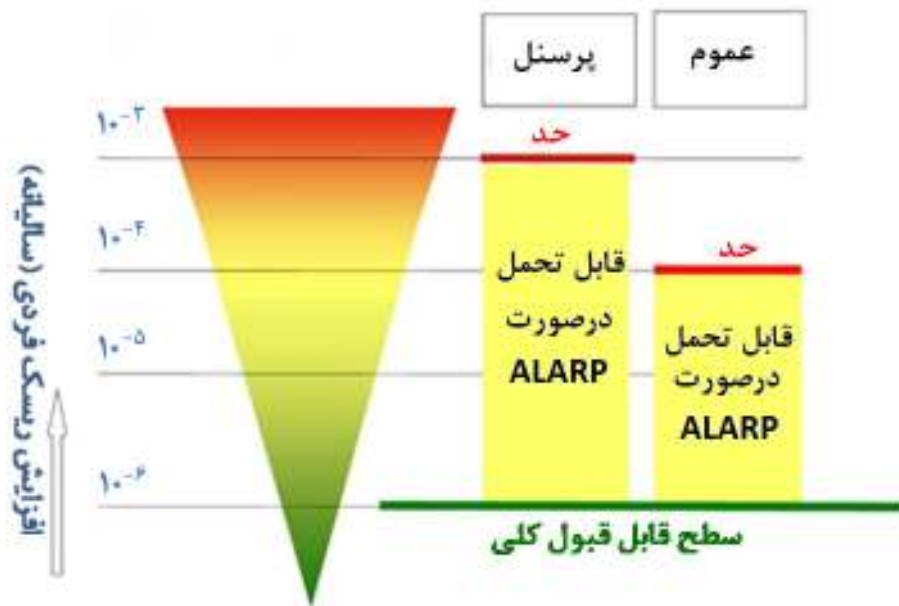 پرسنل
عموم
۱۰-۳
حد
۱۰-۴
حد
قابل تحمل
درصورت
ALARP
قابل تحمل
درصورت
ALARP
۱۰-۵
۱۰-۶
سطح قابل قبول کلی
افزایش ریسک فردی (سالیانه)